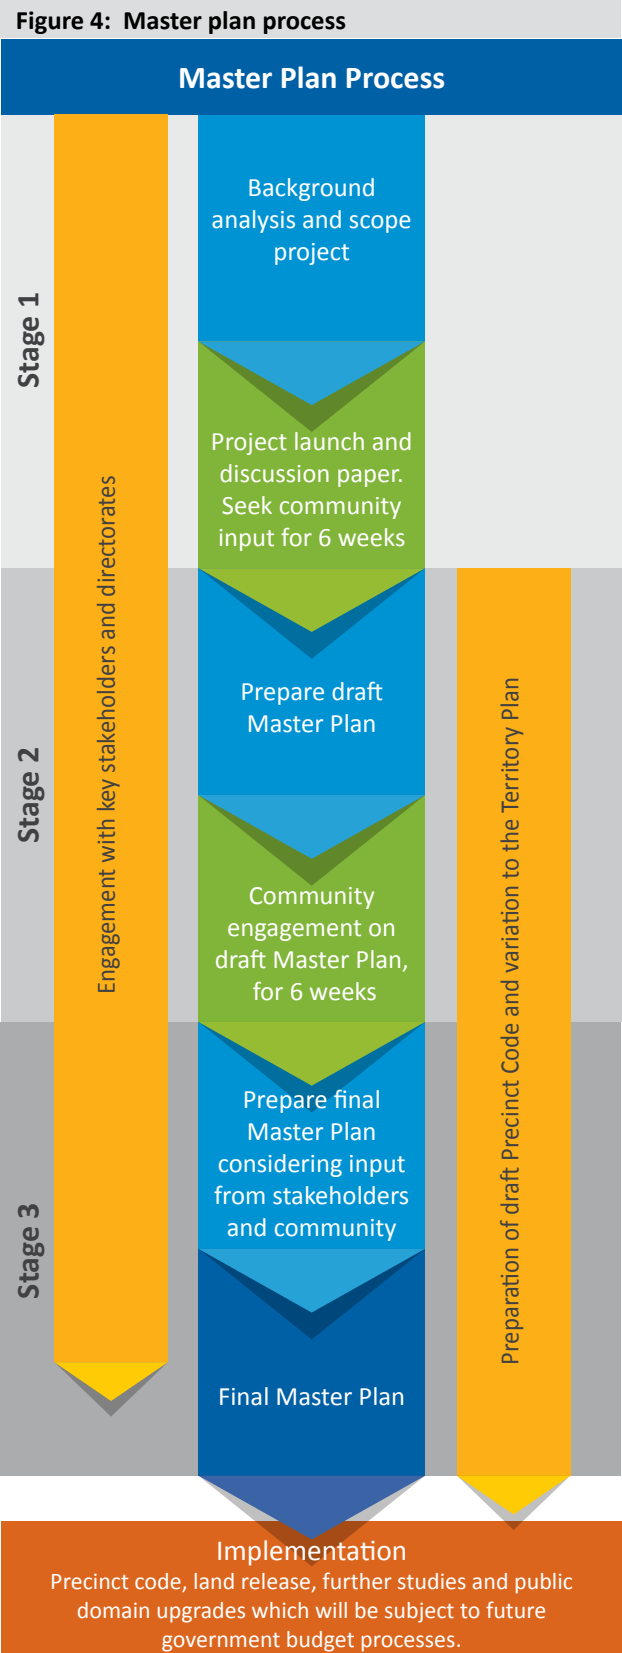 Figure 4:  Master plan process
Master Plan Process
Stage 1
Background
analysis and scope
project
Project launch and
discussion paper.
Seek community
input for 6 weeks
Engagement with key stakeholders and directorates
Stage 2
Prepare draft
Master Plan
Community
engagement on
draft Master Plan,
for 6 weeks
Preparation of draft Precinct Code and variation to the Territory Plan
Stage 3
Prepare final
Master Plan
considering input
from stakeholders
and community
Final Master Plan
Implementation
Precinct code, land release, further studies and public
domain upgrades which will be subject to future
government budget processes.